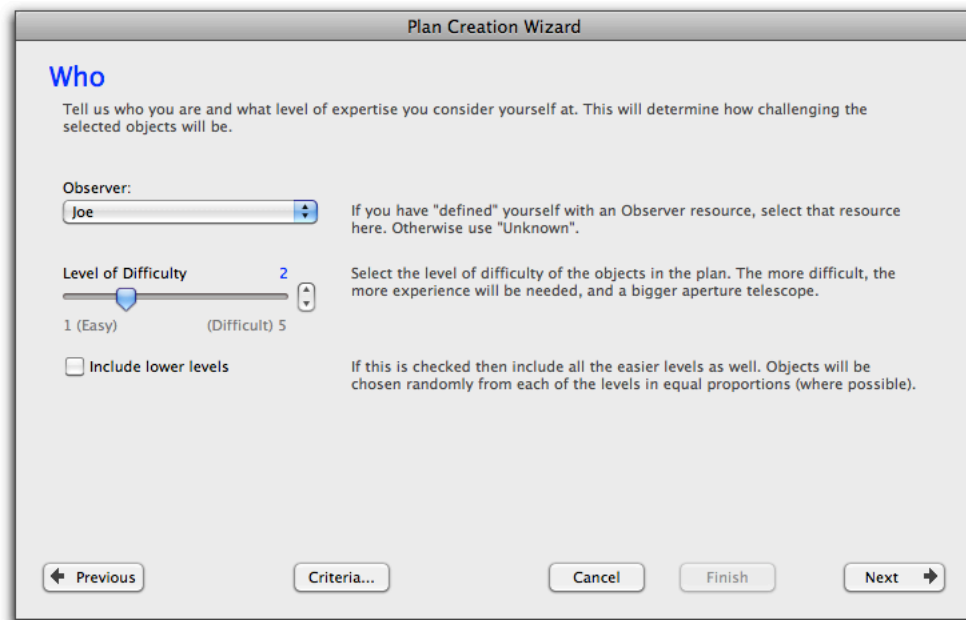 Plan Creation Wizard
Who
Tell us who you are and what level of expertise you consider yourself at. This will determine how challenging the
selected objects will be.
Observer:
Joe
If you have "defined" yourself with an Observer resource, select that resource
here. Otherwise use "Unknown".
Level of Difficulty 2
Select the level of difficulty of the objects in the plan. The more difficult, the
more experience will be needed, and a bigger aperture telescope.
1 (Easy) (Difficult) 5
Include lower levels
If this is checked then include all the easier levels as well. Objects will be
chosen randomly from each of the levels in equal proportions (where possible).
Previous Criteria... Cancel Finish Next